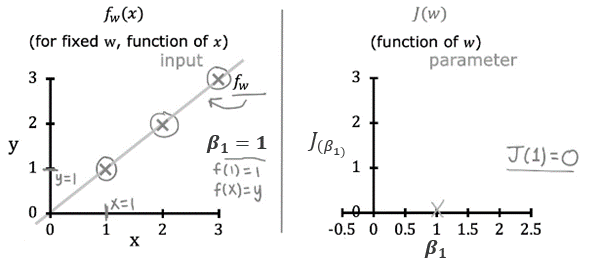 f_w(x)
(for fixed w, function of x)
input
3
2
1
0
y
f_w
β₁ = 1
f(1)=1
f(x)=y
y=1
x=1
0 1 2 3
x
J(w)
(function of w)
parameter
3
2
1
0
J(β₁)
J(1)=0
-0.5 0 0.5 1 1.5 2 2.5
β₁